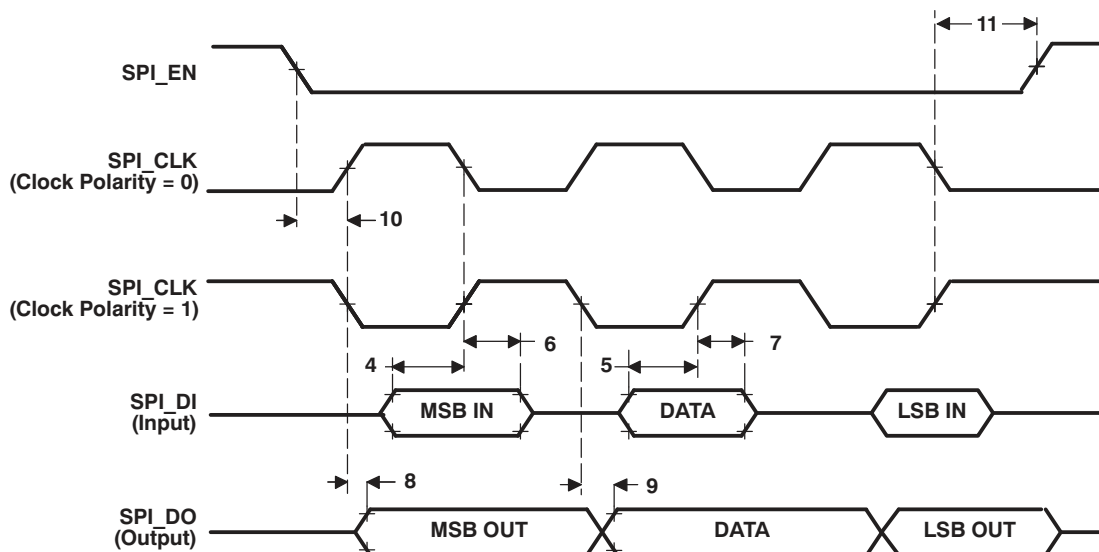 11
SPI_EN
SPI_CLK
(Clock Polarity = 0)
10
SPI_CLK
(Clock Polarity = 1)
4
6
5
7
SPI_DI
(Input)
MSB IN
DATA
LSB IN
8
9
SPI_DO
(Output)
MSB OUT
DATA
LSB OUT